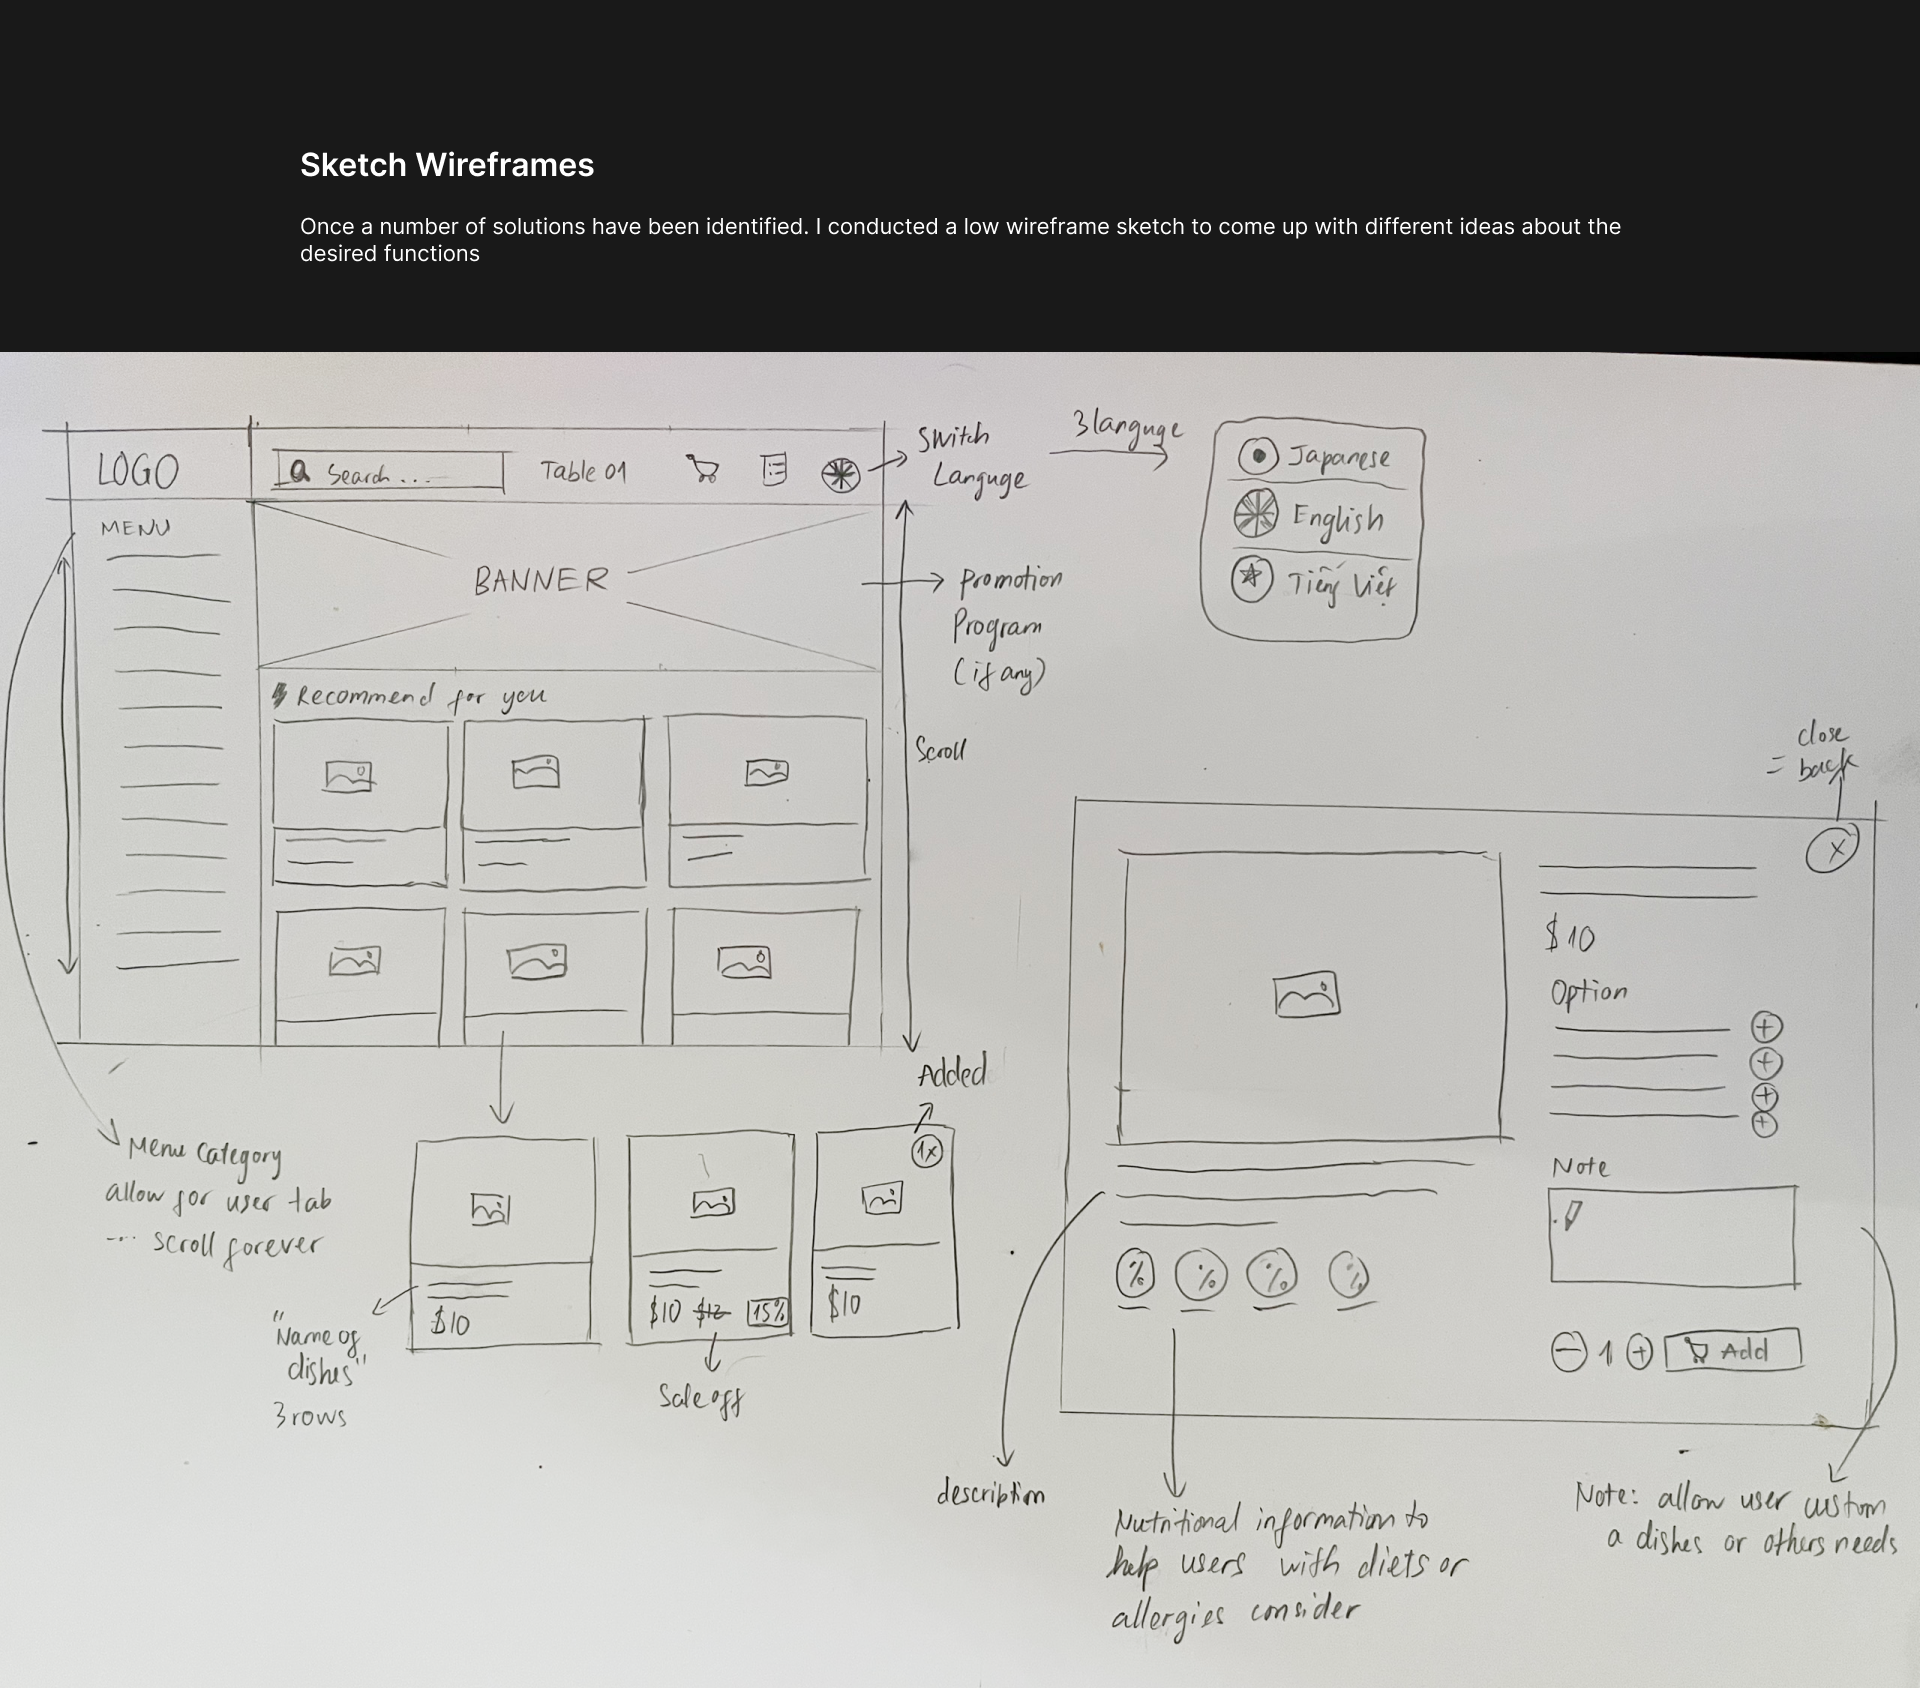 Sketch Wireframes
Once a number of solutions have been identified. I conducted a low wireframe sketch to come up with different ideas about the
desired functions
LOGO
Search ...
Table 01
Switch
Languge
3 languge
Japanese
English
Tiếng Việt
MENU
BANNER
Promotion
Program
(if any)
Recommend for you
Scroll
Added
Menu Category
allow for user tab
... scroll forever
"Name of
dishes"
3 rows
$10
$10 $12 15%
Sale off
1x
$10
close
= back
X
$10
Option
+
+
+
+
Note
% % % %
- 1 + Add
description
Nutritional information to
help users with diets or
allergies consider
Note: allow user custom
a dishes or others needs